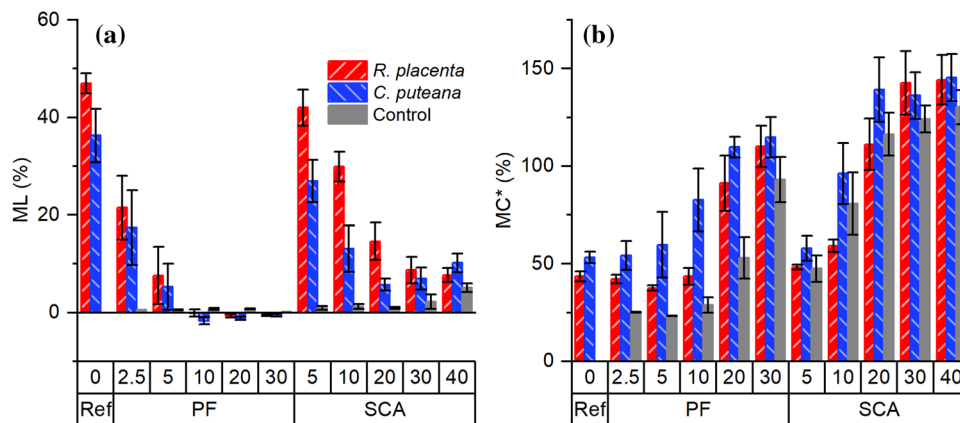 (a)
ML (%)
60
40
20
0
R. placenta
C. puteana
Control
0 2.5 5 10 20 30 5 10 20 30 40
Ref PF SCA
(b)
MC* (%)
150
100
50
0
0 2.5 5 10 20 30 5 10 20 30 40
Ref PF SCA